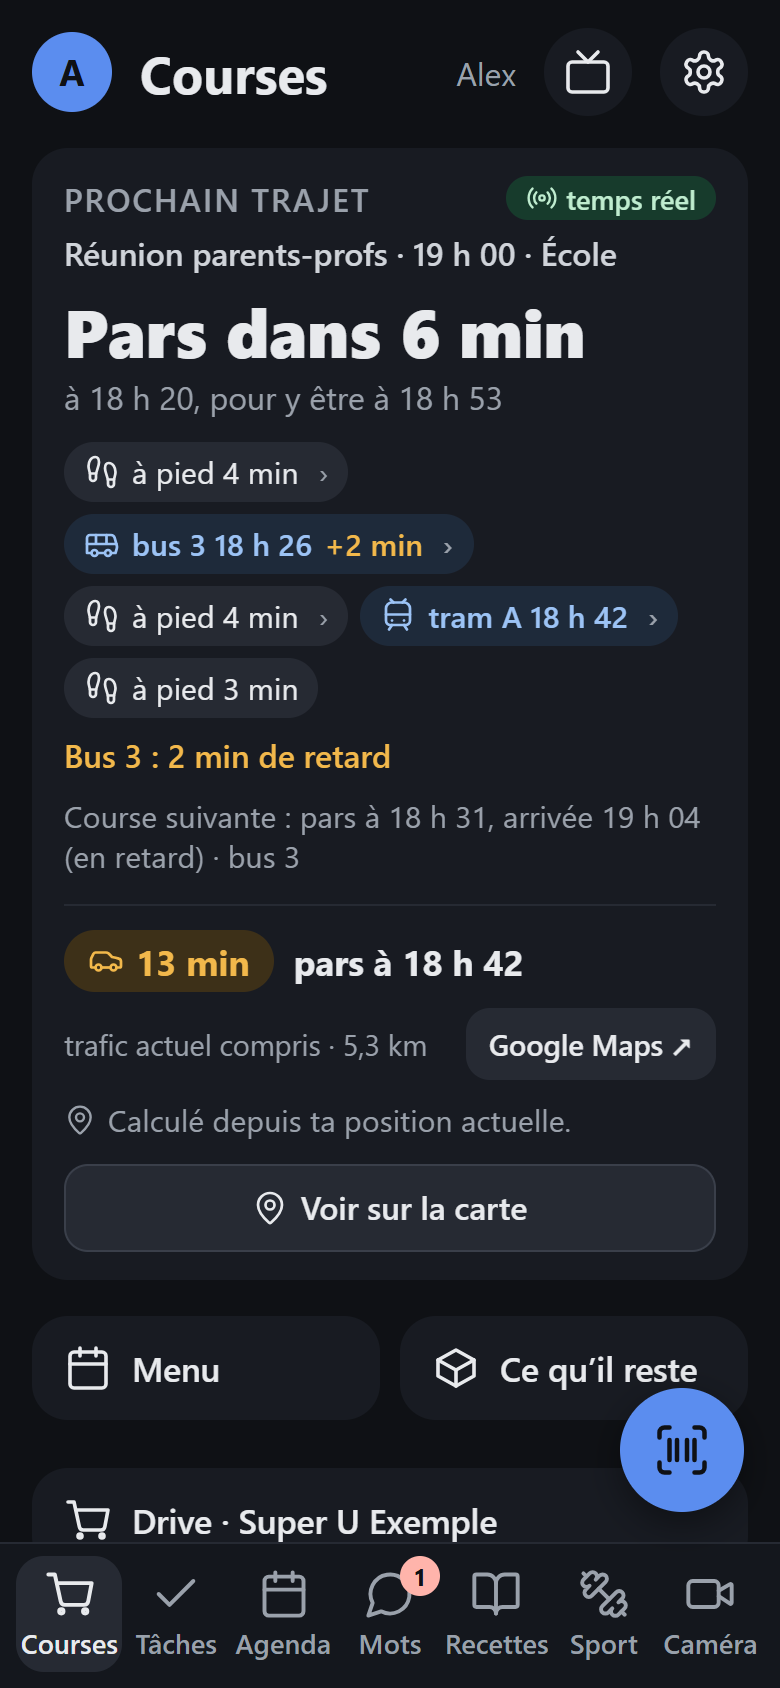 A Courses Alex
PROCHAIN TRAJET temps réel
Réunion parents-profs · 19 h 00 · École
Pars dans 6 min
à 18 h 20, pour y être à 18 h 53
à pied 4 min ›
bus 3 18 h 26 +2 min ›
à pied 4 min › tram A 18 h 42 ›
à pied 3 min
Bus 3 : 2 min de retard
Course suivante : pars à 18 h 31, arrivée 19 h 04
(en retard) · bus 3
13 min pars à 18 h 42
trafic actuel compris · 5,3 km Google Maps ↗
Calculé depuis ta position actuelle.
Voir sur la carte
Menu Ce qu’il reste
Drive · Super U Exemple
1
Courses Tâches Agenda Mots Recettes Sport Caméra